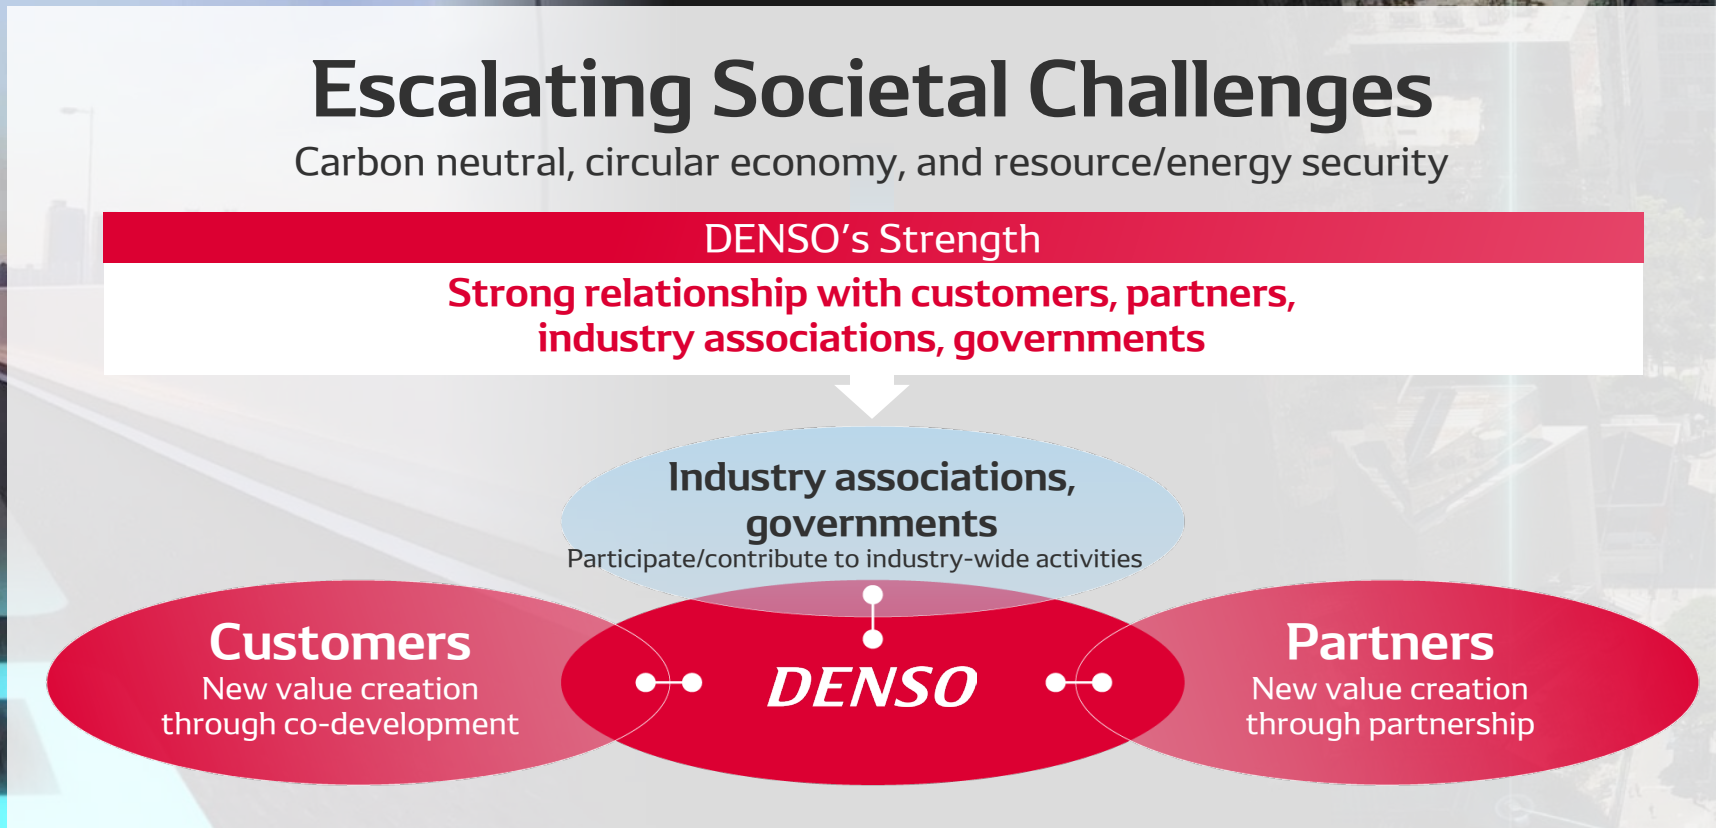 Escalating Societal Challenges
Carbon neutral, circular economy, and resource/energy security
DENSO's Strength
Strong relationship with customers, partners,
industry associations, governments
Industry associations,
governments
Participate/contribute to industry-wide activities
Customers
New value creation
through co-development
DENSO
Partners
New value creation
through partnership